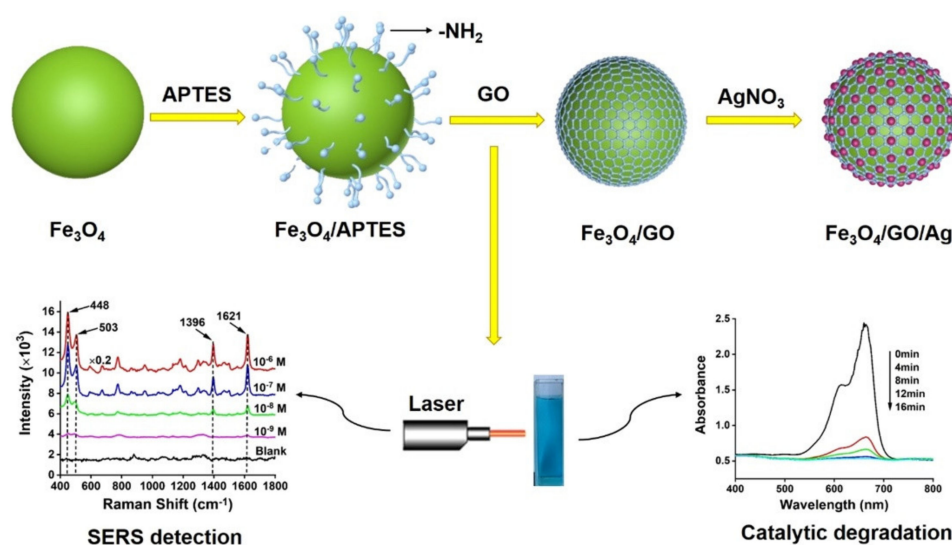 -NH₂
APTES
GO
AgNO₃
Fe₃O₄
Fe₃O₄/APTES
Fe₃O₄/GO
Fe₃O₄/GO/Ag
16
14
12
10
8
6
4
2
0
Intensity (×10³)
448
503
1396
1621
×0.2
10⁻⁶ M
10⁻⁷ M
10⁻⁸ M
10⁻⁹ M
Blank
400 600 800 1000 1200 1400 1600 1800
Raman Shift (cm⁻¹)
SERS detection
Laser
2.5
2.0
1.5
1.0
0.5
0.0
Absorbance
0min
4min
8min
12min
16min
400 500 600 700 800
Wavelength (nm)
Catalytic degradation